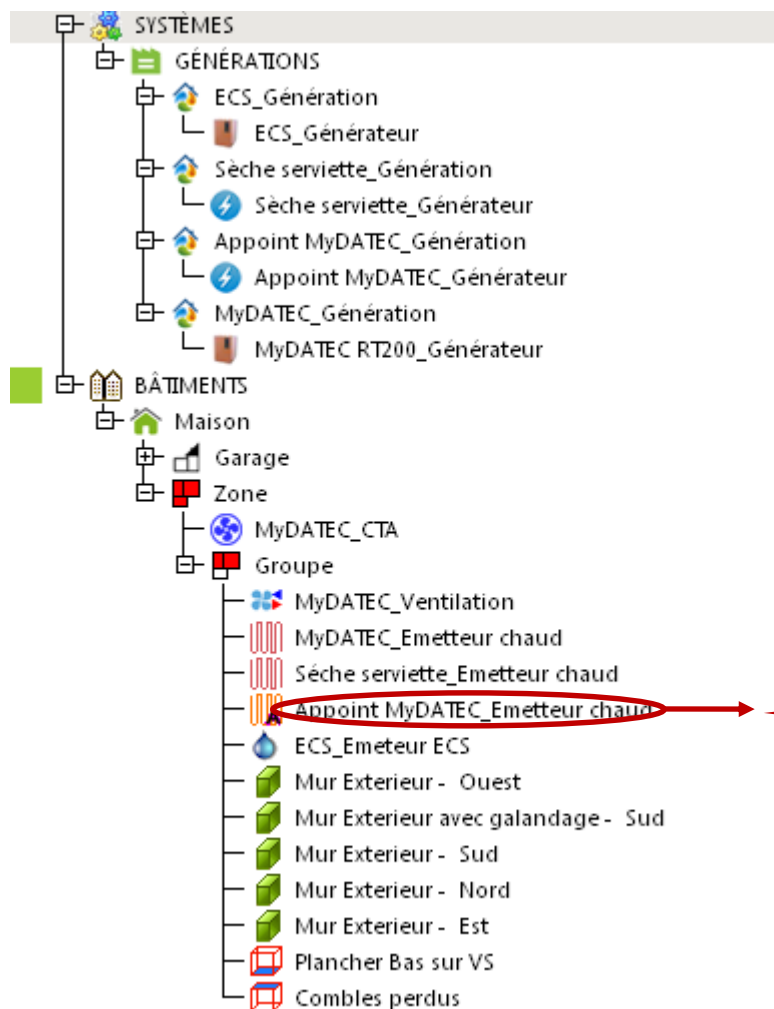 SYSTÈMES
GÉNÉRATIONS
ECS_Génération
ECS_Générateur
Sèche serviette_Génération
Sèche serviette_Générateur
Appoint MyDATEC_Génération
Appoint MyDATEC_Générateur
MyDATEC_Génération
MyDATEC RT200_Générateur
BÂTIMENTS
Maison
Garage
Zone
MyDATEC_CTA
Groupe
MyDATEC_Ventilation
MyDATEC_Emetteur chaud
Séche serviette_Emetteur chaud
Appoint MyDATEC_Emetteur chaud
ECS_Emeteur ECS
Mur Exterieur - Ouest
Mur Exterieur avec galandage - Sud
Mur Exterieur - Sud
Mur Exterieur - Nord
Mur Exterieur - Est
Plancher Bas sur VS
Combles perdus